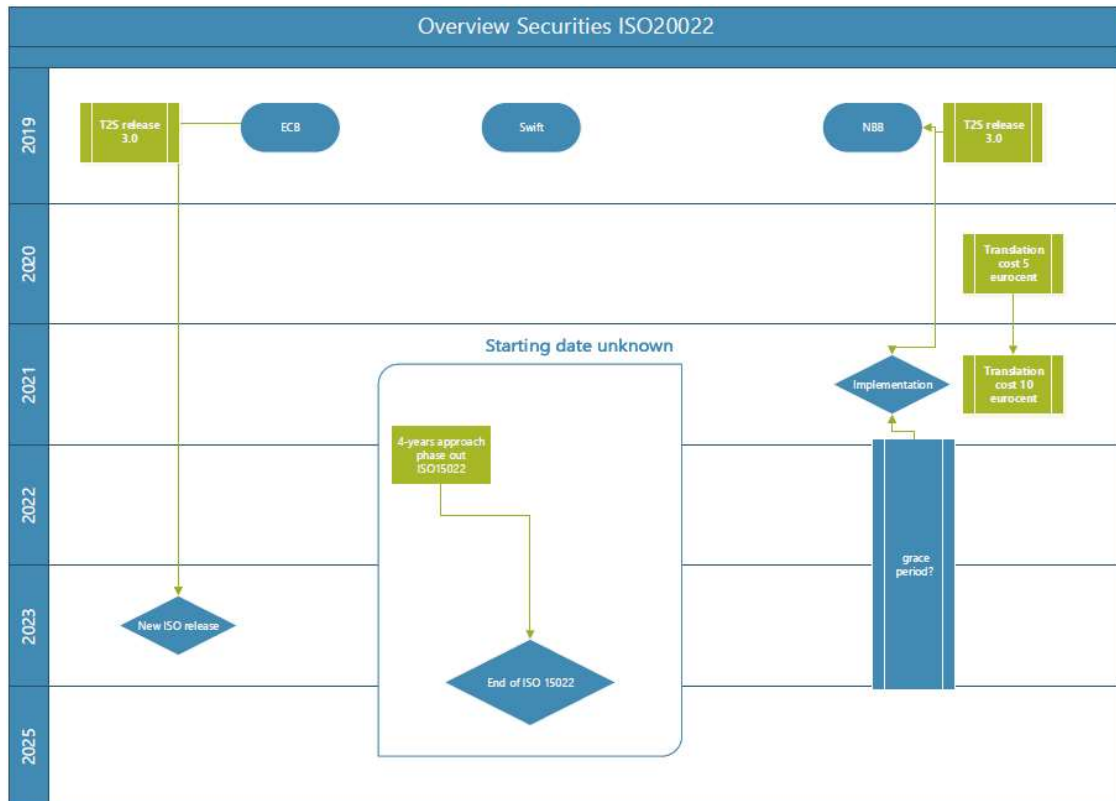 Overview Securities ISO20022
2019
T2S release
3.0
ECB
Swift
NBB
T2S release
3.0
2020
Translation
cost 5
eurocent
2021
Starting date unknown
Implementation
Translation
cost 10
eurocent
4-years approach
phase out
ISO15022
2022
grace
period?
2023
New ISO release
End of ISO 15022
2025